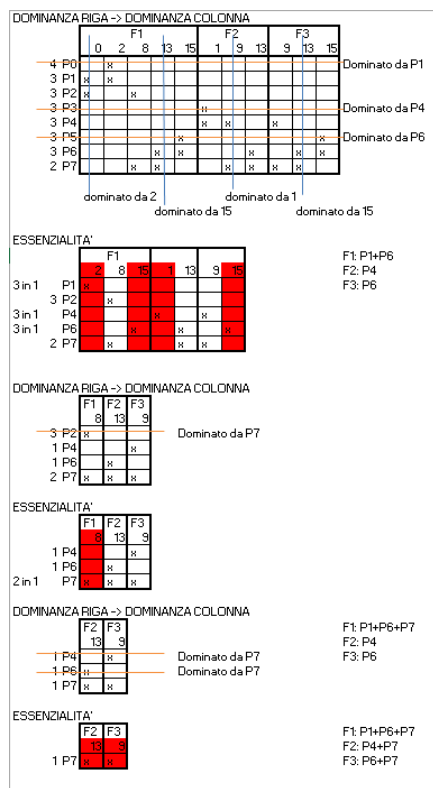 DOMINANZA RIGA -> DOMINANZA COLONNA
F1 F2 F3
0 2 8 13 15 1 9 13 9 13 15
4 P0 x Dominato da P1
3 P1 x x
3 P2 x x
3 P3 x Dominato da P4
3 P4 x x x
3 P5 x x Dominato da P6
3 P6 x x x x x
2 P7 x x x x x x
dominato da 2 dominato da 1
dominato da 15 dominato da 15
ESSENZIALITA'
F1 F1: P1+P6
2 8 15 1 13 9 15 F2: P4
3 in 1 P1 x F3: P6
3 P2 x
3 in 1 P4 x x
3 in 1 P6 x x x
2 P7 x x x
DOMINANZA RIGA -> DOMINANZA COLONNA
F1 F2 F3
8 13 9
3 P2 x Dominato da P7
1 P4 x
1 P6 x
2 P7 x x x
ESSENZIALITA'
F1 F2 F3
8 13 9
1 P4 x
1 P6 x
2 in 1 P7 x x x
DOMINANZA RIGA -> DOMINANZA COLONNA
F2 F3 F1: P1+P6+P7
13 9 F2: P4
1 P4 x Dominato da P7 F3: P6
1 P6 x Dominato da P7
1 P7 x x
ESSENZIALITA'
F2 F3 F1: P1+P6+P7
13 9 F2: P4+P7
1 P7 x x F3: P6+P7